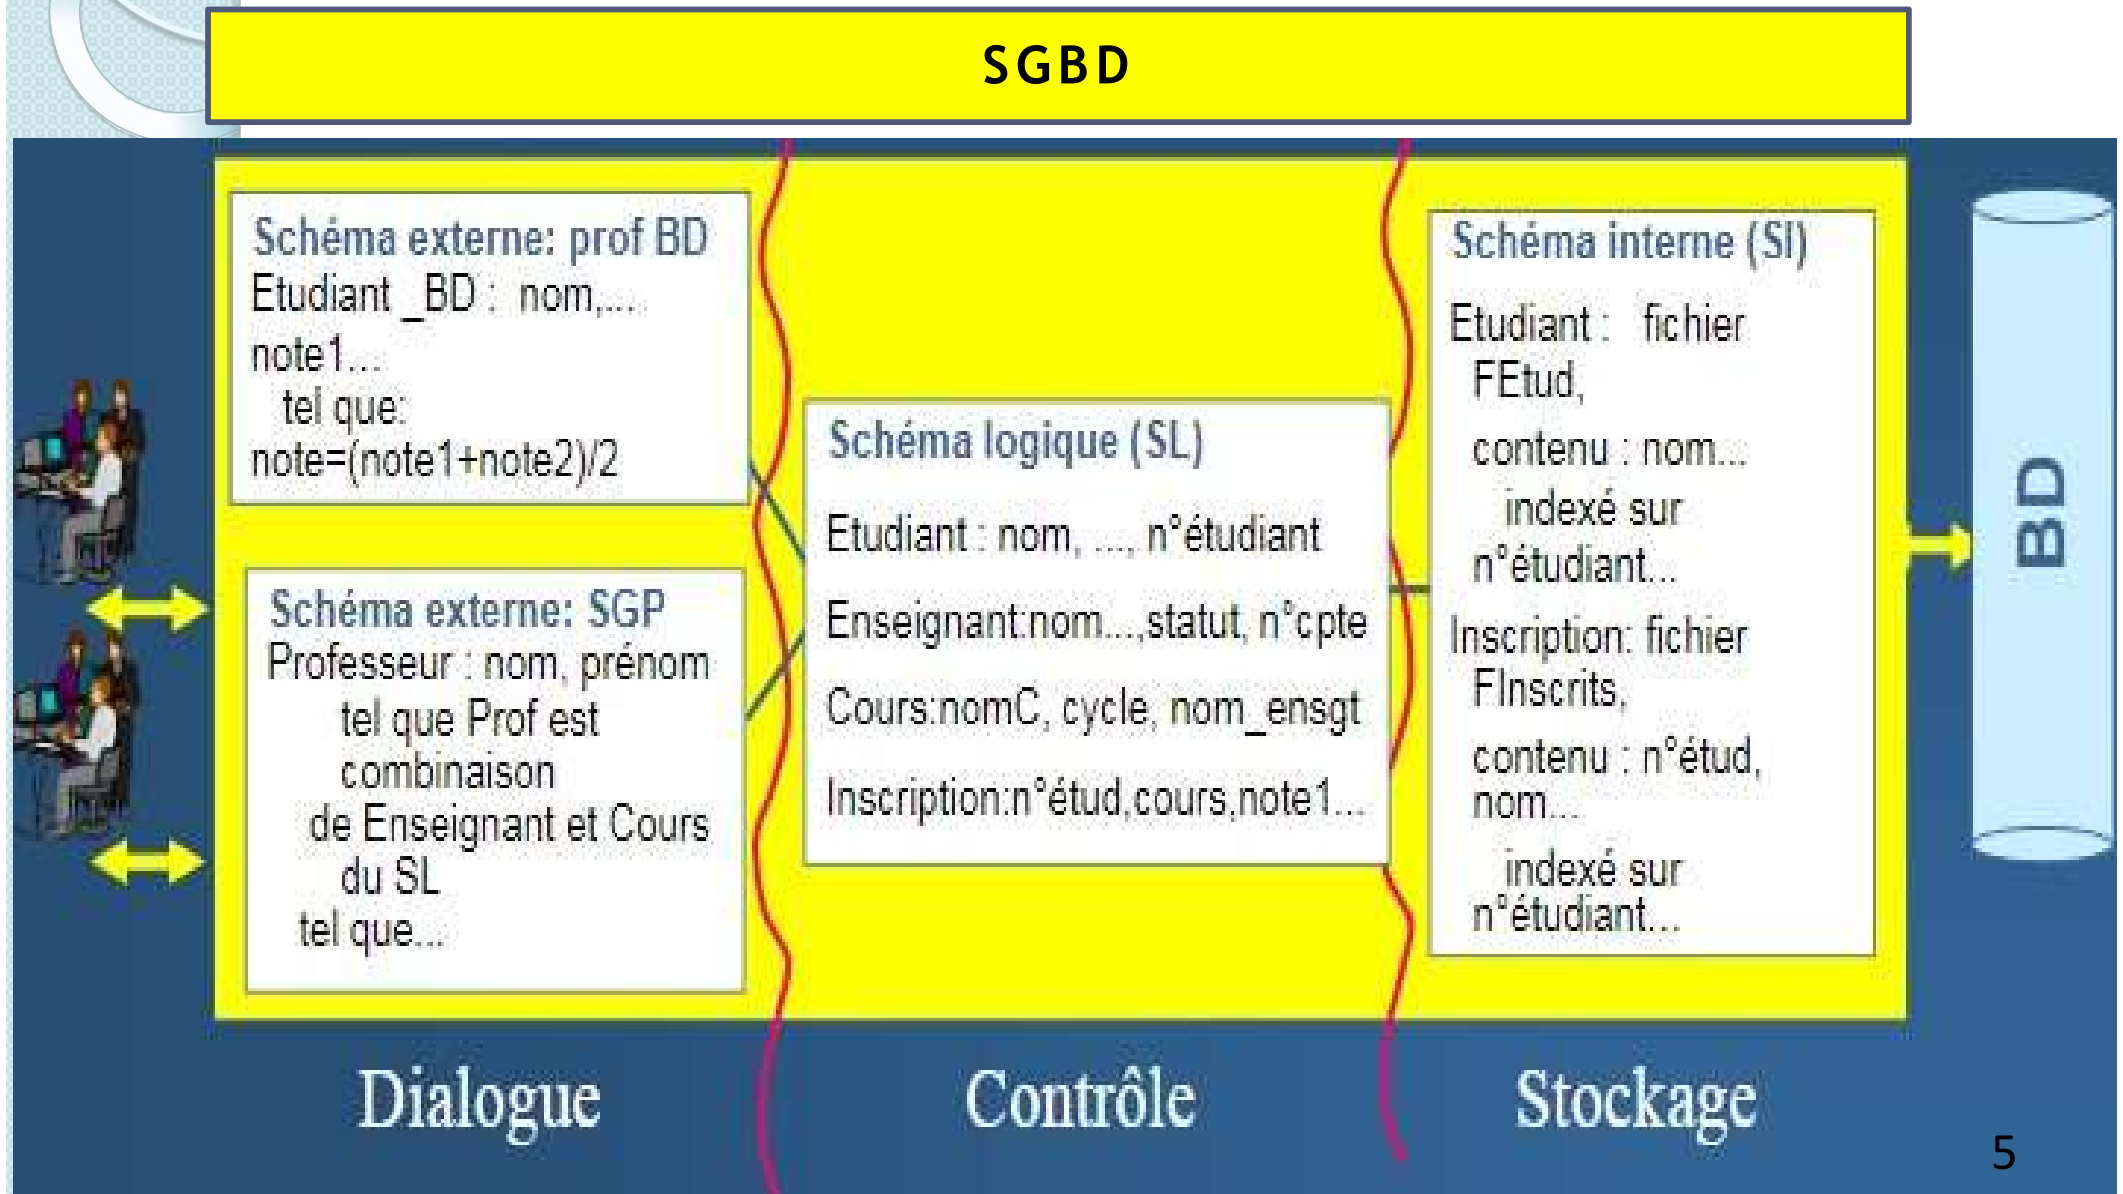 SGBD
Schéma externe: prof BD
Etudiant _BD : nom,...
note1...
tel que:
note=(note1+note2)/2
Schéma externe: SGP
Professeur : nom, prénom
tel que Prof est
combinaison
de Enseignant et Cours
du SL
tel que...
Schéma logique (SL)
Etudiant : nom, ..., n°étudiant
Enseignant:nom...,statut, n°cpte
Cours:nomC, cycle, nom_ensgt
Inscription:n°étud,cours,note1...
Schéma interne (SI)
Etudiant : fichier
FEtud,
contenu : nom...
indexé sur
n°étudiant...
Inscription: fichier
FInscrits,
contenu : n°étud,
nom...
indexé sur
n°étudiant...
BD
Dialogue
Contrôle
Stockage
5